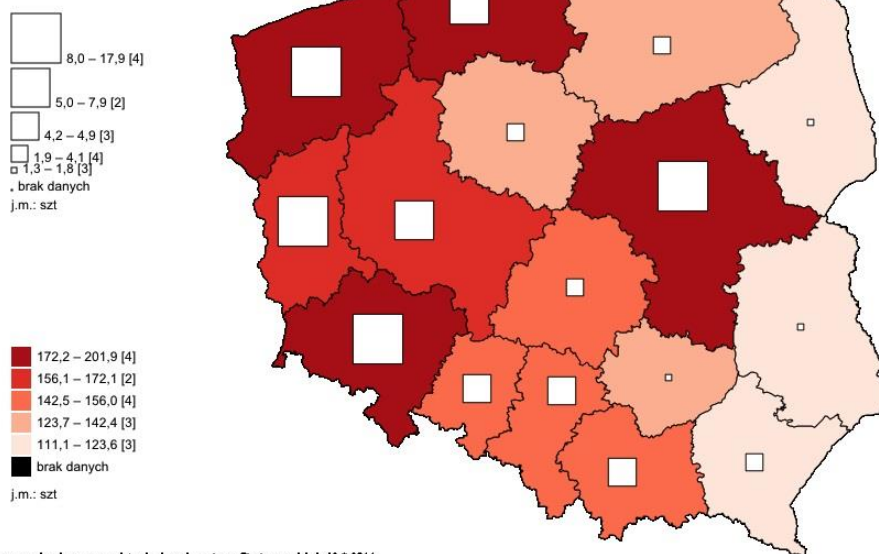 8,0 – 17,9 [4]
5,0 – 7,9 [2]
4,2 – 4,9 [3]
1,9 – 4,1 [4]
1,3 – 1,8 [3]
brak danych
j.m.: szt
172,2 – 201,9 [4]
156,1 – 172,1 [2]
142,5 – 156,0 [4]
123,7 – 142,4 [3]
111,1 – 123,6 [3]
brak danych
j.m.: szt